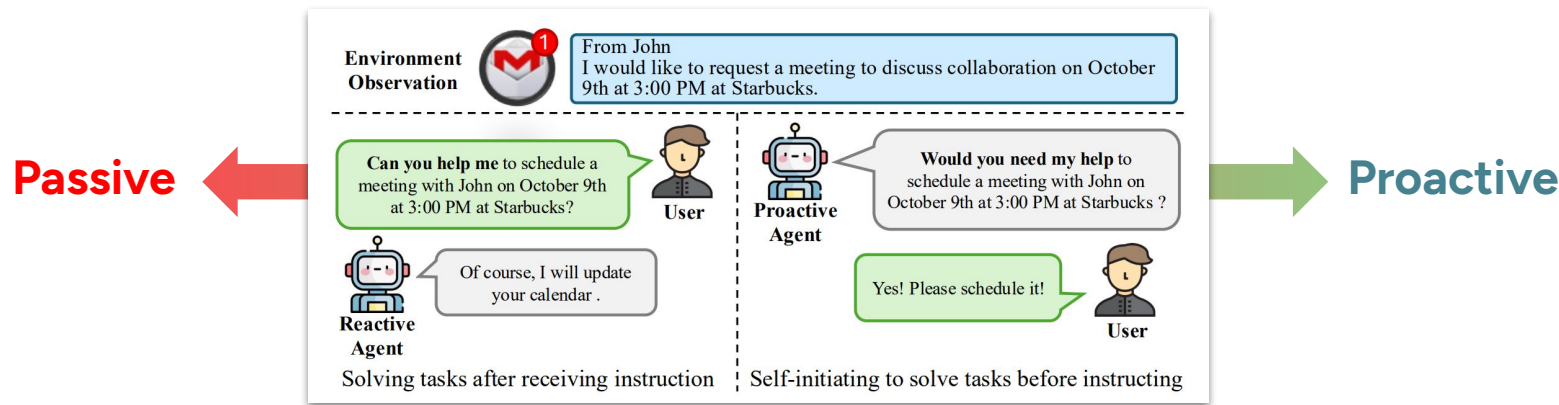 Environment
Observation
1
From John
I would like to request a meeting to discuss collaboration on October
9th at 3:00 PM at Starbucks.
Passive
Can you help me to schedule a
meeting with John on October 9th
at 3:00 PM at Starbucks?
User
Reactive
Agent
Of course, I will update
your calendar .
Solving tasks after receiving instruction
Proactive
Agent
Would you need my help to
schedule a meeting with John on
October 9th at 3:00 PM at Starbucks ?
Yes! Please schedule it!
User
Self-initiating to solve tasks before instructing
Proactive